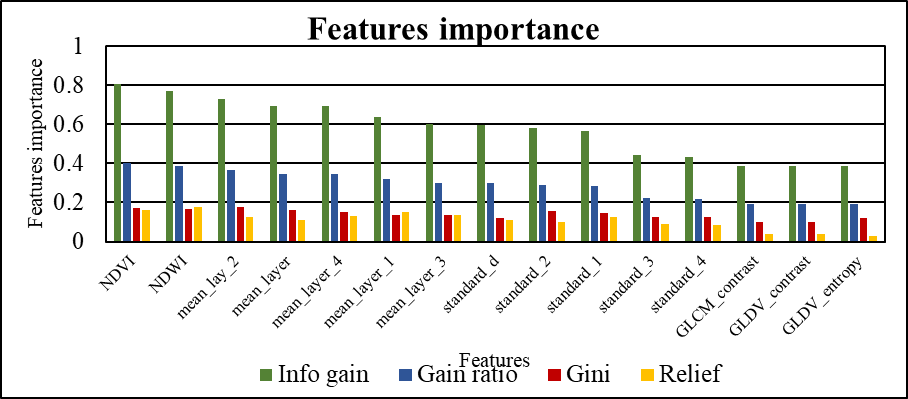 Features importance
Features importance
1
0.8
0.6
0.4
0.2
0
NDVI
NDWI
mean_lay_2
mean_layer
mean_layer_4
mean_layer_1
mean_layer_3
standard_d
standard_2
standard_1
standard_3
standard_4
GLCM_contrast
GLDV_contrast
GLDV_entropy
Features
Info gain Gain ratio Gini Relief